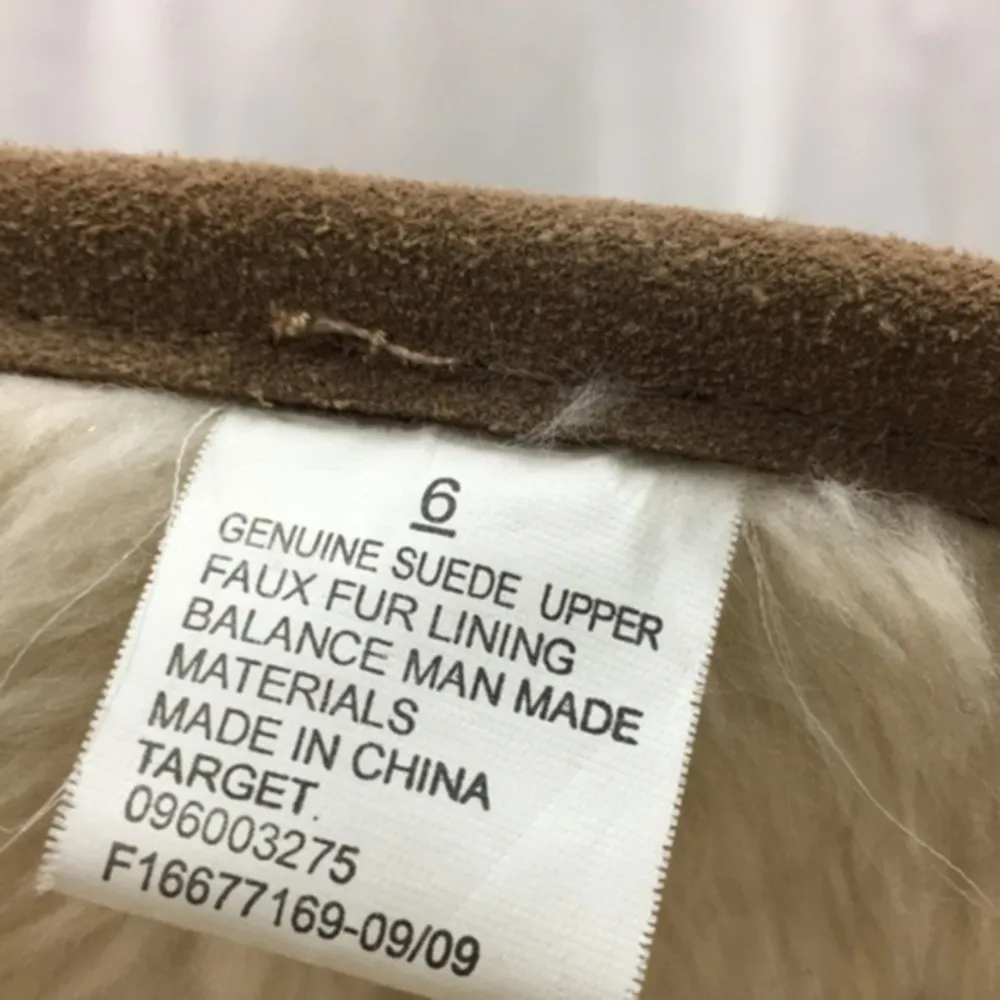 6
GENUINE SUEDE UPPER
FAUX FUR LINING
BALANCE MAN MADE
MATERIALS
MADE IN CHINA
TARGET.
096003275
F16677169-09/09